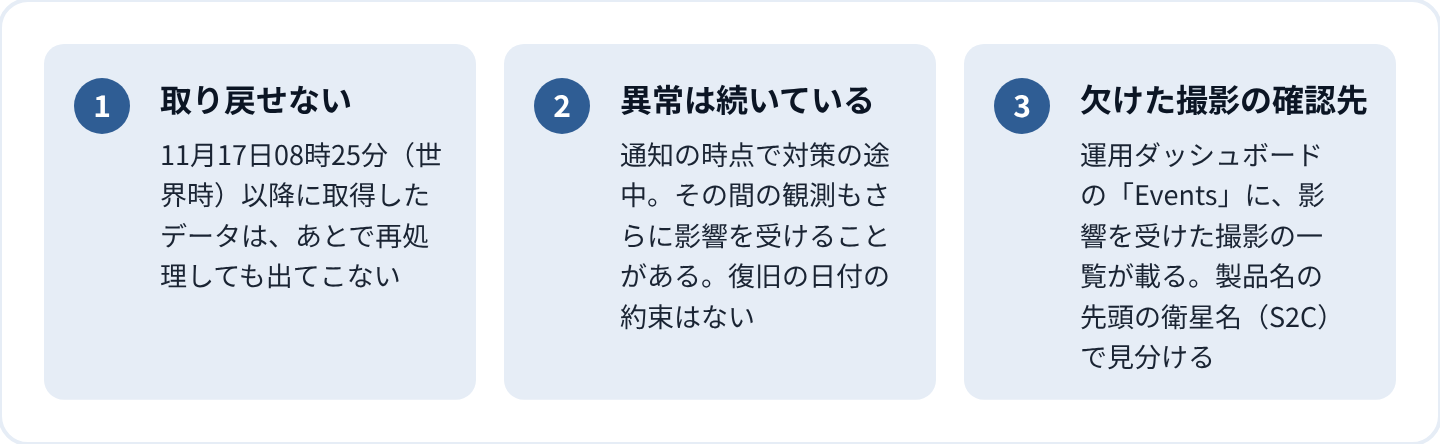 1
取り戻せない
11月17日08時25分（世
界時）以降に取得した
データは、あとで再処
理しても出てこない
2
異常は続いている
通知の時点で対策の途
中。その間の観測もさ
らに影響を受けること
がある。復旧の日付の
約束はない
3
欠けた撮影の確認先
運用ダッシュボード
の「Events」に、影
響を受けた撮影の一
覧が載る。製品名の
先頭の衛星名（S2C）
で見分ける